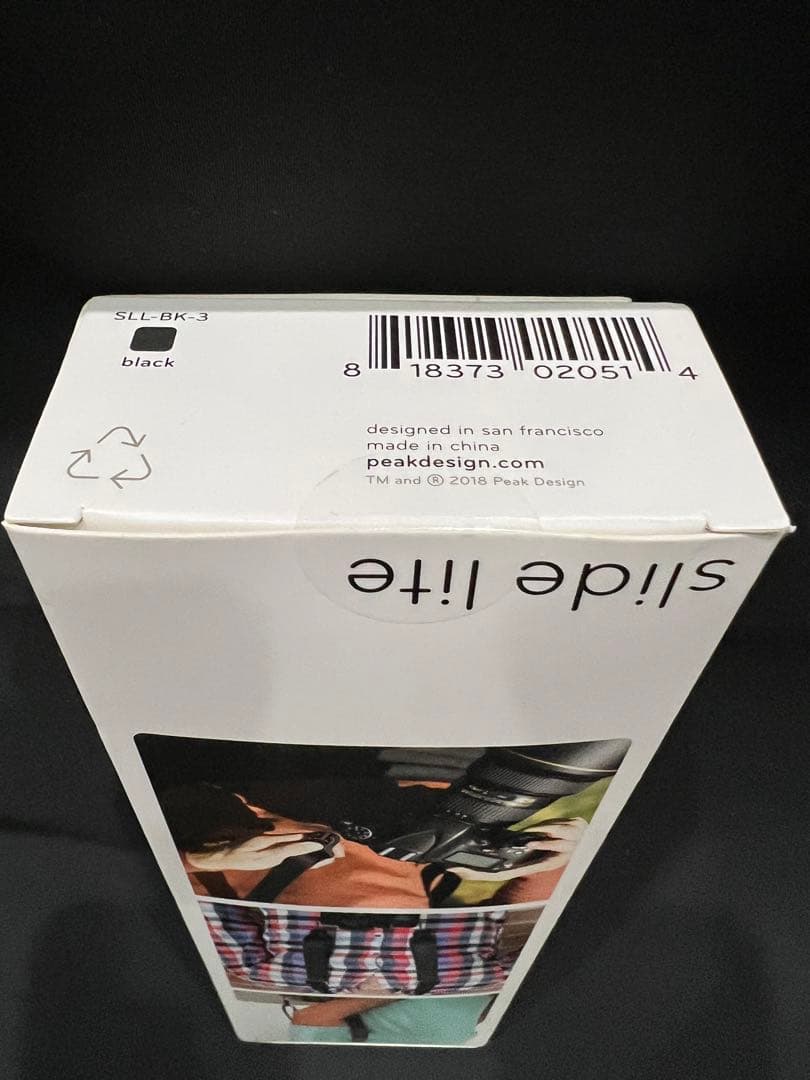 SLL-BK-3
black
8 18373 02051 4
designed in san francisco
made in china
peakdesign.com
TM and ® 2018 Peak Design
slide lite